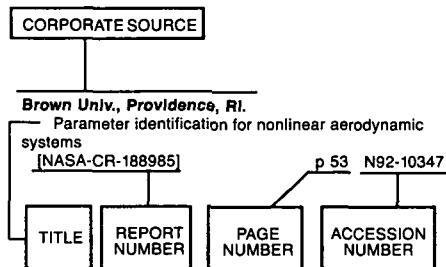 CORPORATE SOURCE
Brown Univ., Providence, RI.
Parameter identification for nonlinear aerodynamic
systems
[NASA-CR-188985] p 53 N92-10347
TITLE REPORT NUMBER PAGE NUMBER ACCESSION NUMBER